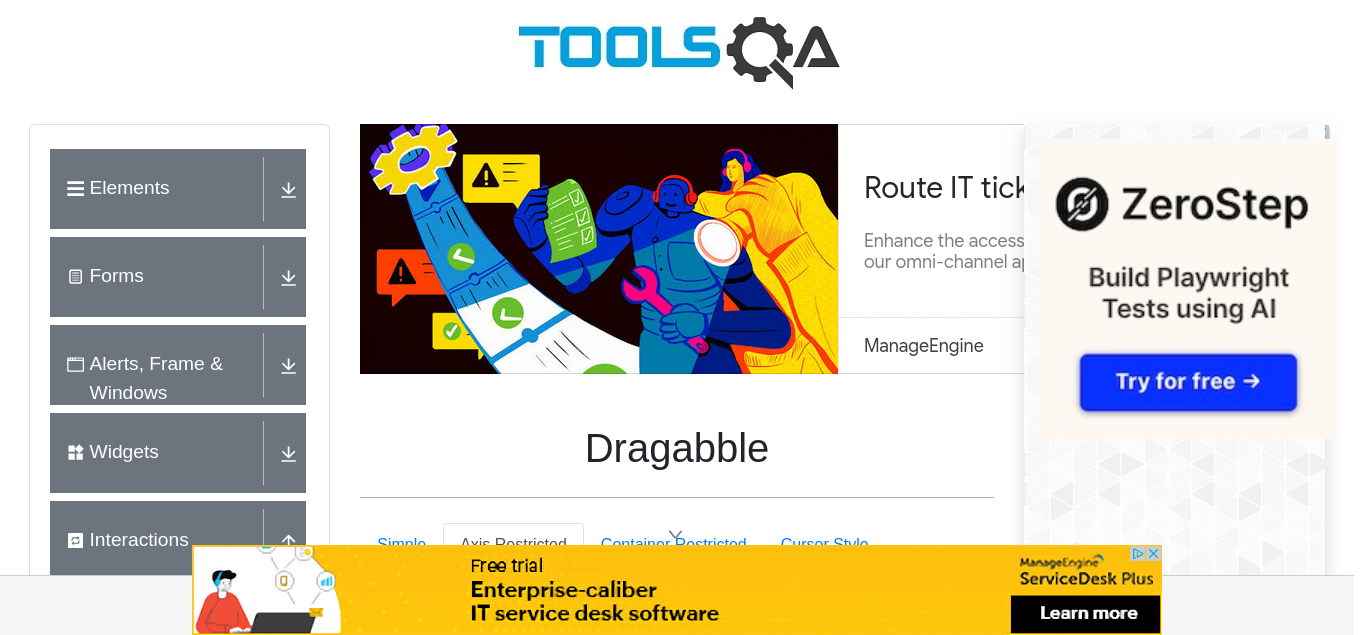 TOOLSQA
Elements
Forms
Alerts, Frame &
Windows
Widgets
Interactions
Route IT tick
Enhance the access
our omni-channel ap
ManageEngine
ZeroStep
Build Playwright
Tests using AI
Try for free →
Dragabble
Simple
Axis Restricted
Container Restricted
Cursor Style
Free trial
Enterprise-caliber
IT service desk software
ManageEngine
ServiceDesk Plus
Learn more